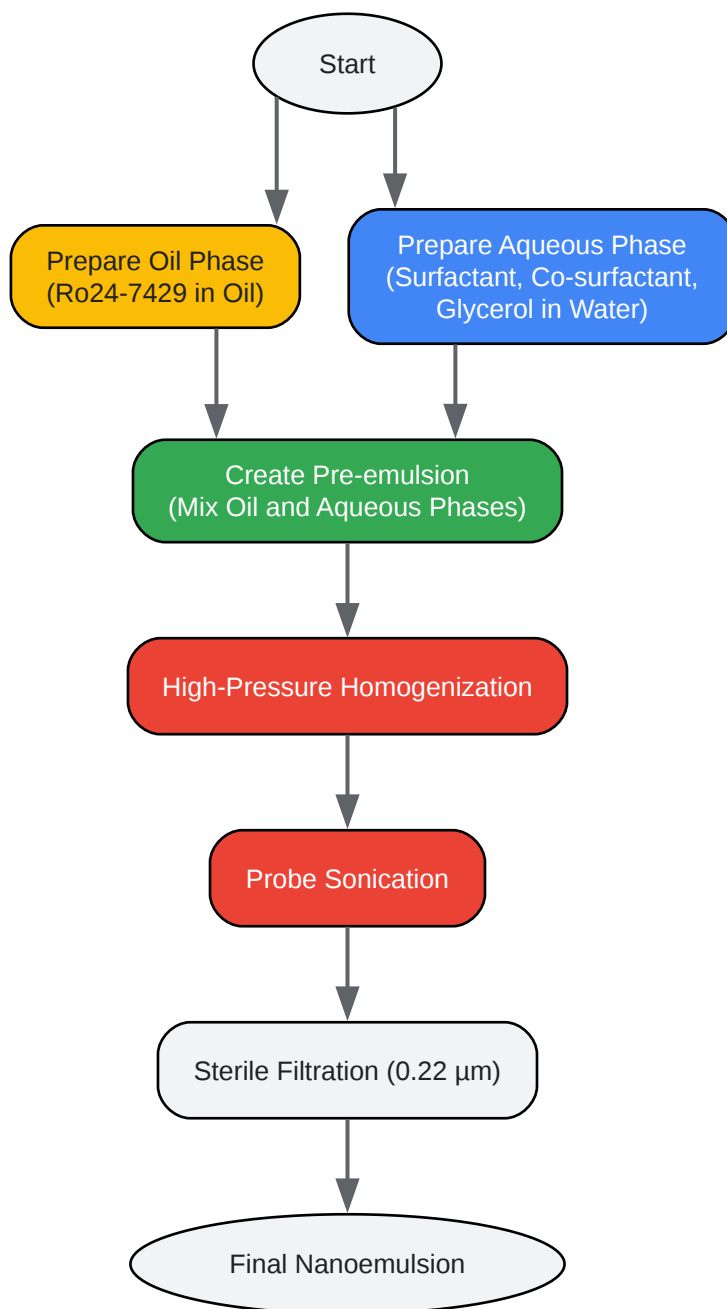 Start
Prepare Oil Phase
(Ro24-7429 in Oil)
Prepare Aqueous Phase
(Surfactant, Co-surfactant,
Glycerol in Water)
Create Pre-emulsion
(Mix Oil and Aqueous Phases)
High-Pressure Homogenization
Probe Sonication
Sterile Filtration (0.22 µm)
Final Nanoemulsion